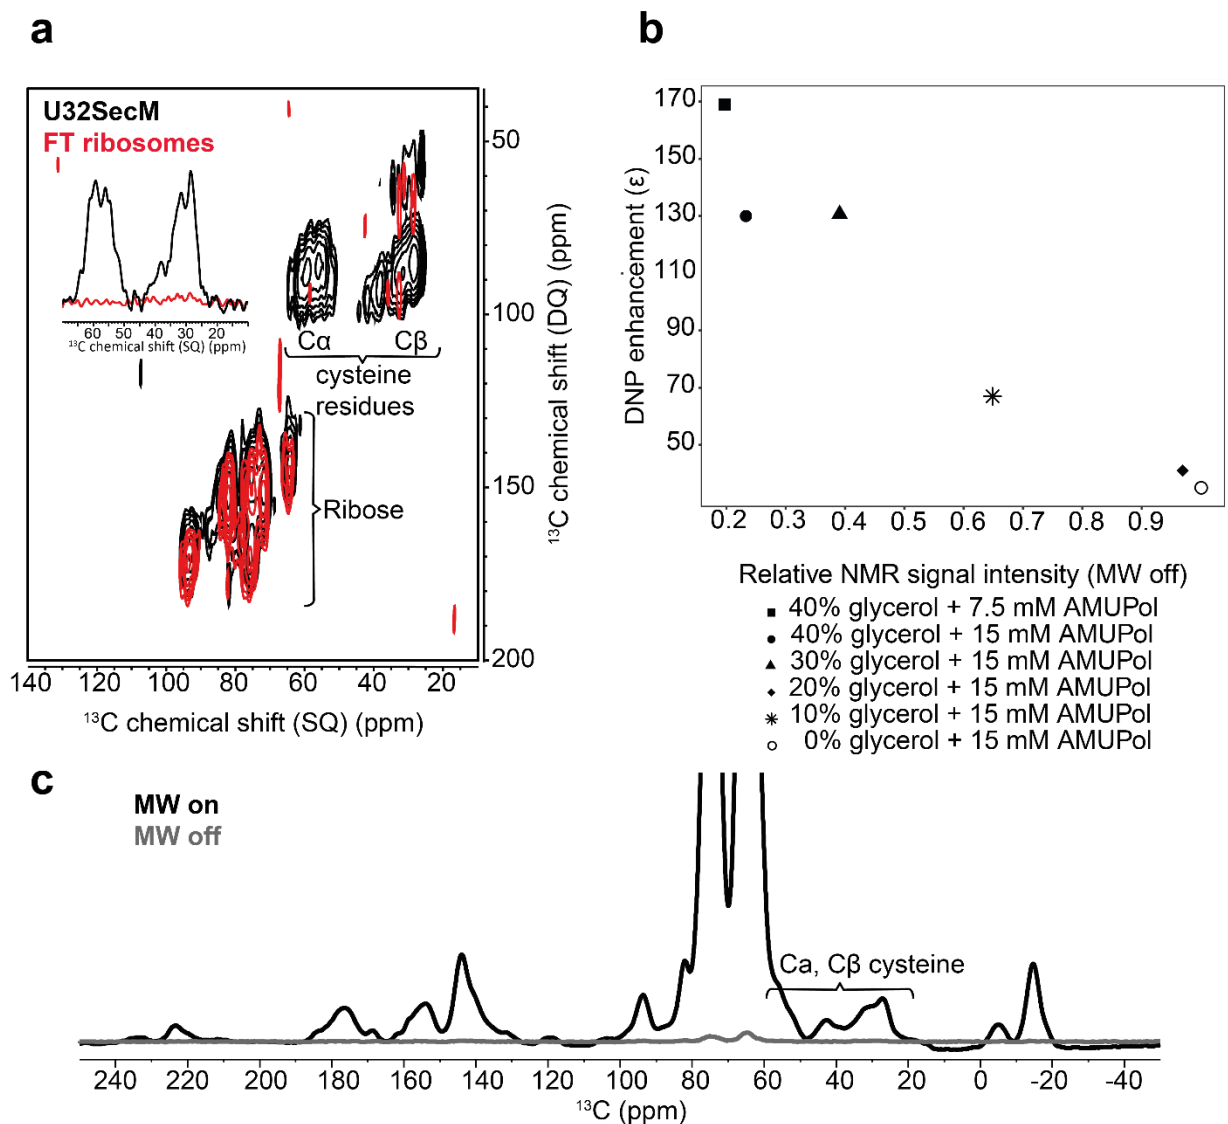 a
U32SecM
FT ribosomes
60 50 40 30 20
¹³C chemical shift (SQ) (ppm)
Cα Cβ
cysteine
residues
Ribose
50
100
150
200
¹³C chemical shift (DQ) (ppm)
140 120 100 80 60 40 20
¹³C chemical shift (SQ) (ppm)
b
170
150
130
110
90
70
50
DNP enhancement (ε)
0.2 0.3 0.4 0.5 0.6 0.7 0.8 0.9
Relative NMR signal intensity (MW off)
40% glycerol + 7.5 mM AMUPol
40% glycerol + 15 mM AMUPol
30% glycerol + 15 mM AMUPol
20% glycerol + 15 mM AMUPol
10% glycerol + 15 mM AMUPol
0% glycerol + 15 mM AMUPol
c
MW on
MW off
Ca, Cβ cysteine
240 220 200 180 160 140 120 100 80 60 40 20 0 -20 -40
¹³C (ppm)